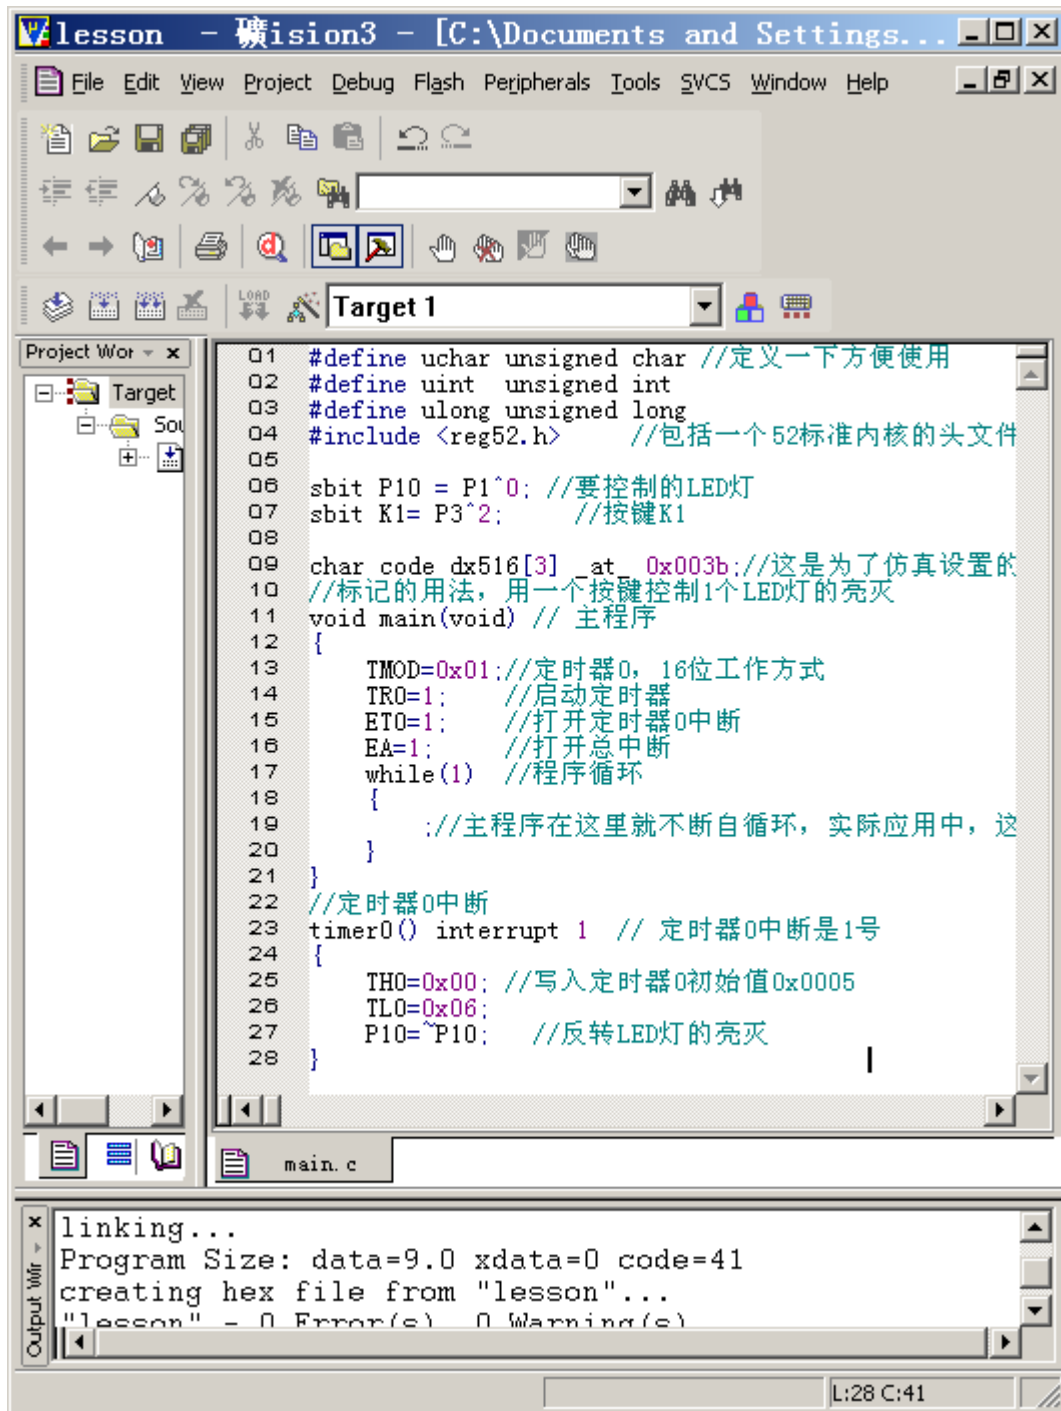 lesson - 礦ision3 - [C:\Documents and Settings...
File Edit View Project Debug Flash Peripherals Tools SVCS Window Help
LOAD
Target 1
Project Wor
Target
Sou
01 #define uchar unsigned char //定义一下方便使用
02 #define uint  unsigned int
03 #define ulong unsigned long
04 #include <reg52.h>     //包括一个52标准内核的头文件
05
06 sbit P10 = P1^0; //要控制的LED灯
07 sbit K1= P3^2;     //按键K1
08
09 char code dx516[3] _at_ 0x003b;//这是为了仿真设置的
10 //标记的用法，用一个按键控制1个LED灯的亮灭
11 void main(void) // 主程序
12 {
13     TMOD=0x01;//定时器0，16位工作方式
14     TR0=1;    //启动定时器
15     ET0=1;    //打开定时器0中断
16     EA=1;     //打开总中断
17     while(1)  //程序循环
18     {
19         ;//主程序在这里就不断自循环，实际应用中，这
20     }
21 }
22 //定时器0中断
23 timer0() interrupt 1  // 定时器0中断是1号
24 {
25     TH0=0x00; //写入定时器0初始值0x0005
26     TL0=0x06;
27     P10=~P10;   //反转LED灯的亮灭
28 }
main.c
Output Wir
linking...
Program Size: data=9.0 xdata=0 code=41
creating hex file from "lesson"...
"lesson" - 0 Error(s), 0 Warning(s)
L:28 C:41